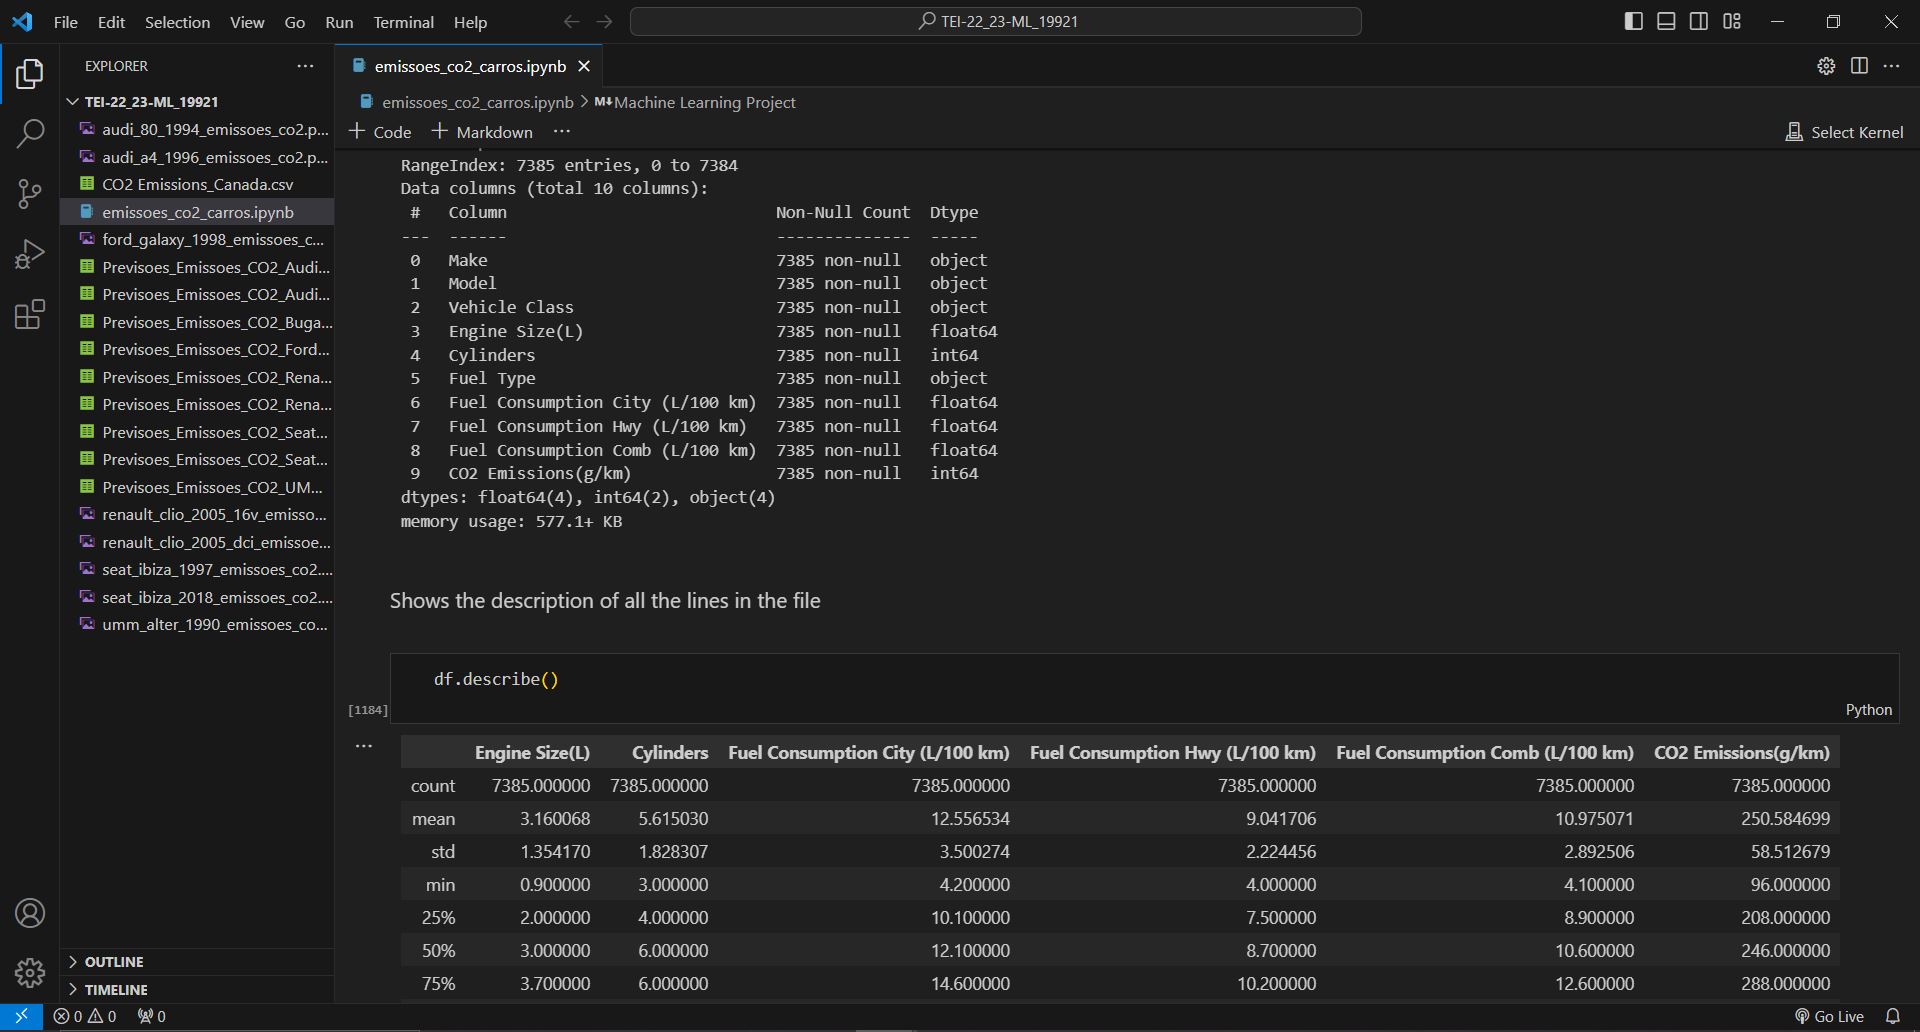 File Edit Selection View Go Run Terminal Help
TEI-22_23-ML_19921
EXPLORER
TEI-22_23-ML_19921
audi_80_1994_emissoes_co2.p...
audi_a4_1996_emissoes_co2.p...
CO2 Emissions_Canada.csv
emissoes_co2_carros.ipynb
ford_galaxy_1998_emissoes_c...
Previsoes_Emissoes_CO2_Audi...
Previsoes_Emissoes_CO2_Audi...
Previsoes_Emissoes_CO2_Buga...
Previsoes_Emissoes_CO2_Ford...
Previsoes_Emissoes_CO2_Rena...
Previsoes_Emissoes_CO2_Rena...
Previsoes_Emissoes_CO2_Seat...
Previsoes_Emissoes_CO2_Seat...
Previsoes_Emissoes_CO2_UM...
renault_clio_2005_16v_emisso...
renault_clio_2005_dci_emissoe...
seat_ibiza_1997_emissoes_co2....
seat_ibiza_2018_emissoes_co2....
umm_alter_1990_emissoes_co...
OUTLINE
TIMELINE
emissoes_co2_carros.ipynb
emissoes_co2_carros.ipynb > M↓ Machine Learning Project
+ Code + Markdown ...
Select Kernel
RangeIndex: 7385 entries, 0 to 7384
Data columns (total 10 columns):
# Column Non-Null Count Dtype
--- ------ -------------- -----
0 Make 7385 non-null object
1 Model 7385 non-null object
2 Vehicle Class 7385 non-null object
3 Engine Size(L) 7385 non-null float64
4 Cylinders 7385 non-null int64
5 Fuel Type 7385 non-null object
6 Fuel Consumption City (L/100 km) 7385 non-null float64
7 Fuel Consumption Hwy (L/100 km) 7385 non-null float64
8 Fuel Consumption Comb (L/100 km) 7385 non-null float64
9 CO2 Emissions(g/km) 7385 non-null int64
dtypes: float64(4), int64(2), object(4)
memory usage: 577.1+ KB
Shows the description of all the lines in the file
df.describe()
[1184]
Python
...
Engine Size(L) Cylinders Fuel Consumption City (L/100 km) Fuel Consumption Hwy (L/100 km) Fuel Consumption Comb (L/100 km) CO2 Emissions(g/km)
count 7385.000000 7385.000000 7385.000000 7385.000000 7385.000000 7385.000000
mean 3.160068 5.615030 12.556534 9.041706 10.975071 250.584699
std 1.354170 1.828307 3.500274 2.224456 2.892506 58.512679
min 0.900000 3.000000 4.200000 4.000000 4.100000 96.000000
25% 2.000000 4.000000 10.100000 7.500000 8.900000 208.000000
50% 3.000000 6.000000 12.100000 8.700000 10.600000 246.000000
75% 3.700000 6.000000 14.600000 10.200000 12.600000 288.000000
0 0 0
Go Live